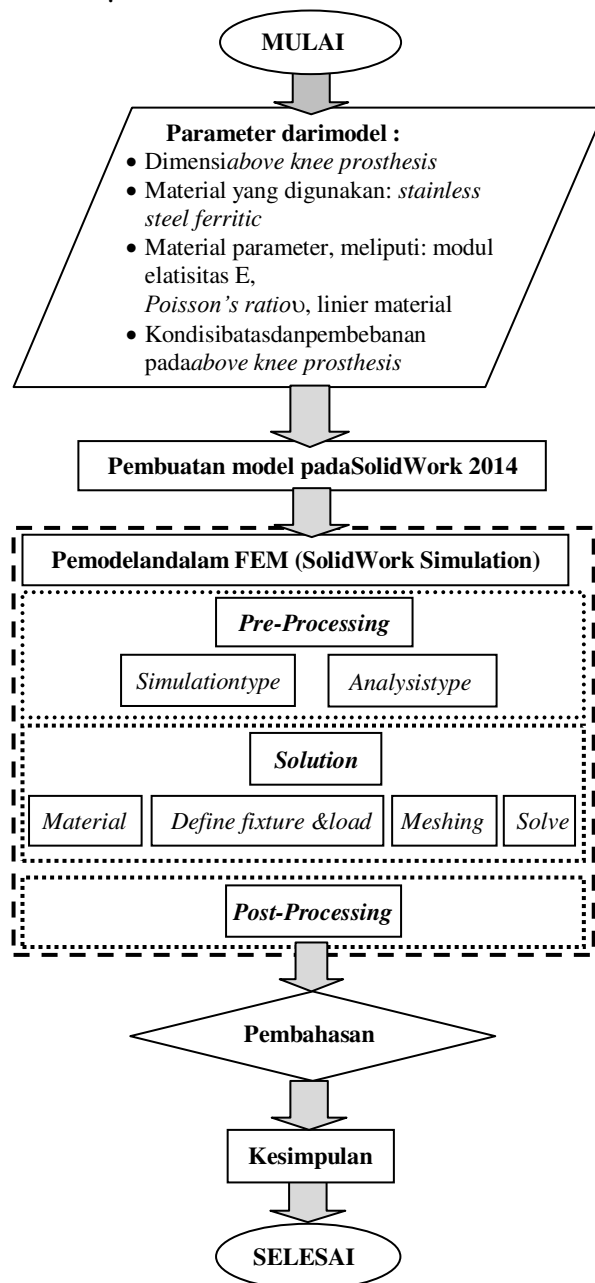 MULAI
Parameter darimodel :
• Dimensiabove knee prosthesis
• Material yang digunakan: stainless
steel ferritic
• Material parameter, meliputi: modul
elatisitas E,
Poisson's ratioυ, linier material
• Kondisibatasdanpembebanan
padaabove knee prosthesis
Pembuatan model padaSolidWork 2014
Pemodelandalam FEM (SolidWork Simulation)
Pre-Processing
Simulationtype
Analysistype
Solution
Material
Define fixture &load
Meshing
Solve
Post-Processing
Pembahasan
Kesimpulan
SELESAI